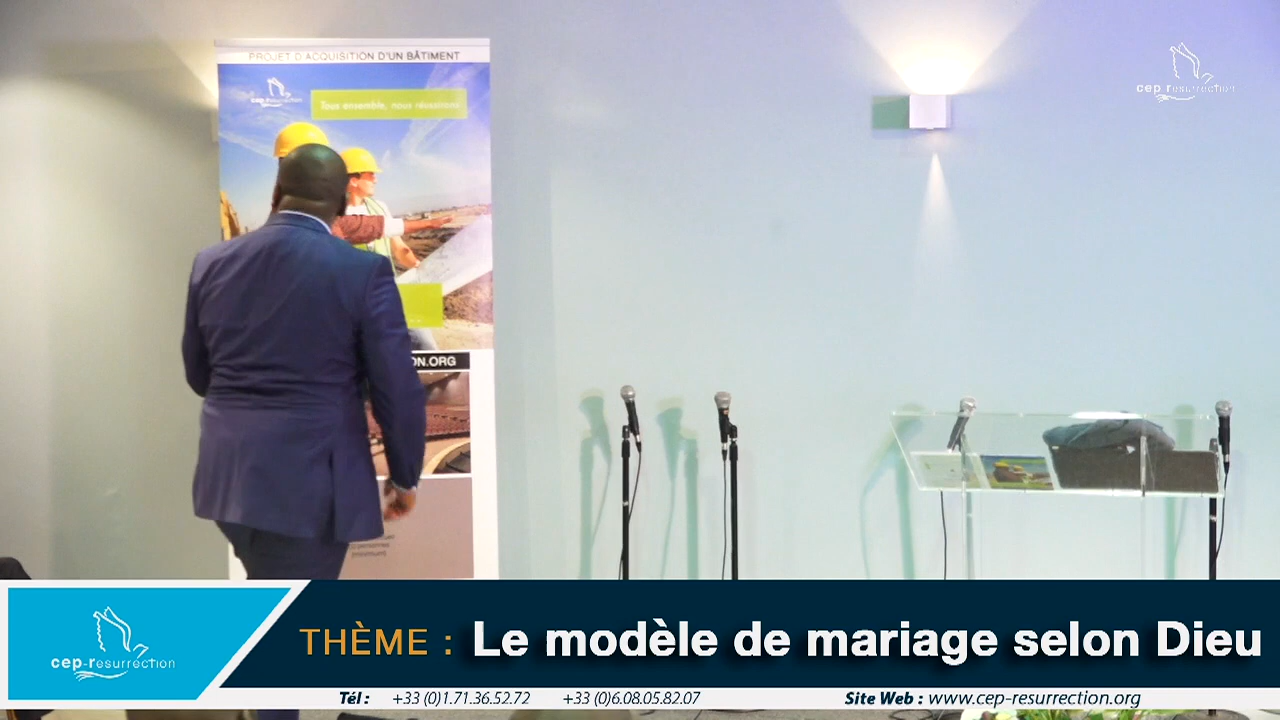 PROJET D'ACQUISITION D'UN BÂTIMENT
cep-resurrection
Tous ensemble, nous réussirons
ON.ORG
cep-resurrection
THÈME : Le modèle de mariage selon Dieu
cep-resurrection
Tél : +33 (0)1.71.36.52.72 +33 (0)6.08.05.82.07 Site Web : www.cep-resurrection.org